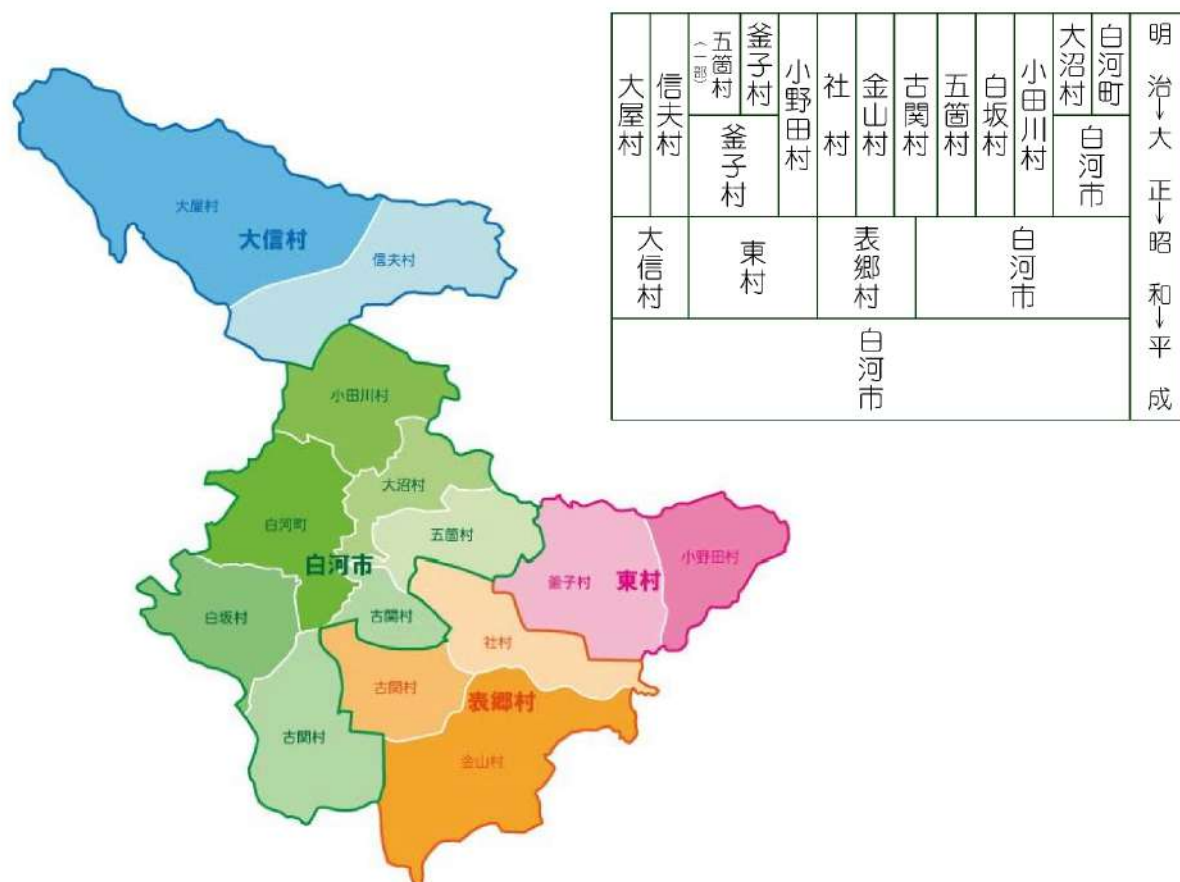 明治→大正→昭和→平成
白河町
大沼村
小田川村
白坂村
五箇村
古関村
金山村
社村
小野田村
釜子村
五箇村
(一部)
信夫村
大屋村
白河市
釜子村
白河市
表郷村
東村
大信村
白河市
大屋村
大信村
信夫村
小田川村
大沼村
白河町
五箇村
白河市
小野田村
釜子村
東村
白坂村
古関村
社村
古関村
表郷村
古関村
金山村